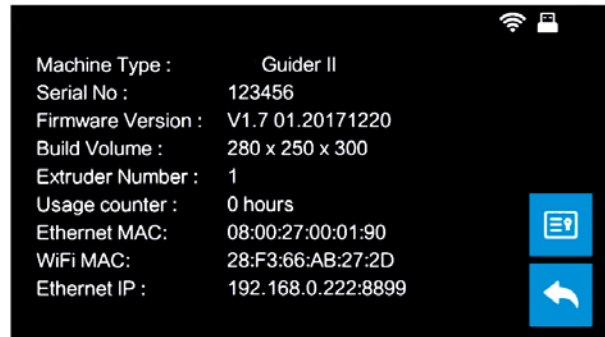 Machine Type : Guider II
Serial No : 123456
Firmware Version : V1.7 01.20171220
Build Volume : 280 x 250 x 300
Extruder Number : 1
Usage counter : 0 hours
Ethernet MAC: 08:00:27:00:01:90
WiFi MAC: 28:F3:66:AB:27:2D
Ethernet IP : 192.168.0.222:8899